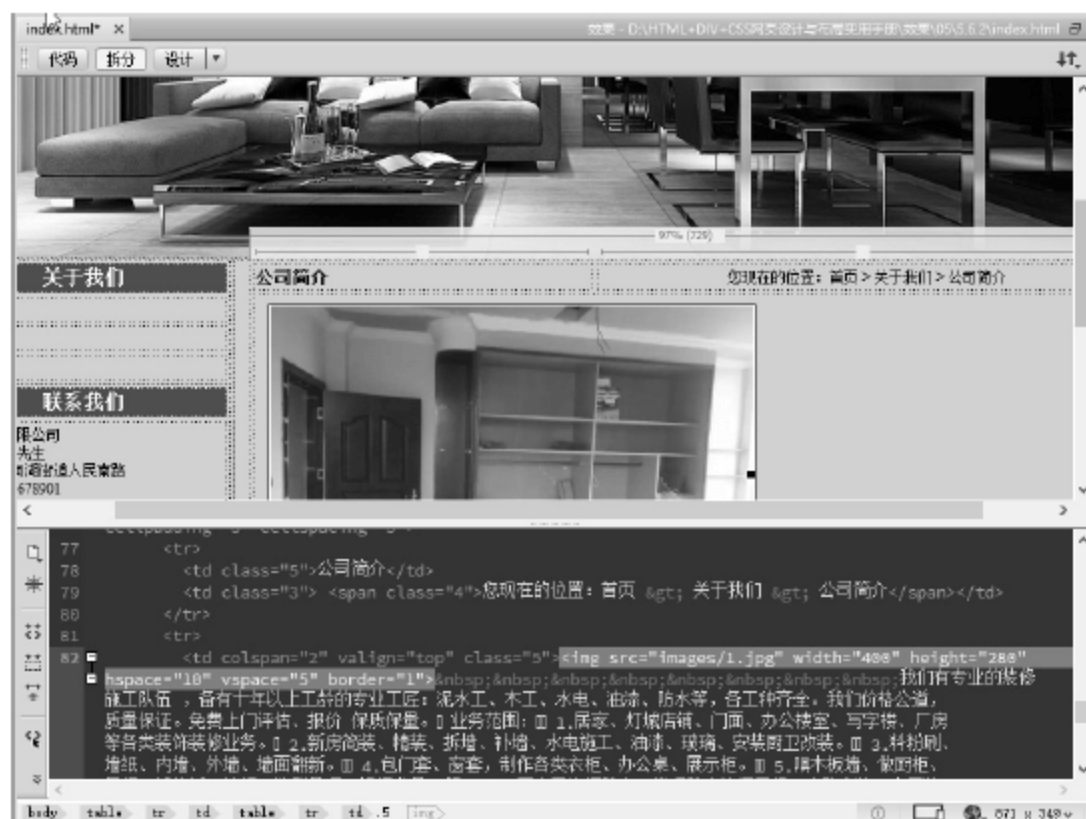 index.html* ×
效果 - D:\HTML+DIV+CSS网页设计与布局实用手册\效果\05\5.6.2\index.html
代码 拆分 设计
97% (729)
关于我们
公司简介
您现在的位置：首页 > 关于我们 > 公司简介
联系我们
限公司
先生
人民南路
678901
77 <tr>
78 <td class="5">公司简介</td>
79 <td class="3"> <span class="4">您现在的位置：首页 &gt; 关于我们 &gt; 公司简介</span></td>
80 </tr>
81 <tr>
82 <td colspan="2" valign="top" class="5"><img src="images/1.jpg" width="400" height="280"
hspace="10" vspace="5" border="1">&nbsp;&nbsp;&nbsp;&nbsp;&nbsp;&nbsp;&nbsp;&nbsp;我们有专业的装修
施工队伍 ，备有十年以上工龄的专业工匠：泥水工、木工、水电、油漆、防水等，各工种齐全。我们价格公道，
质量保证。免费上门评估、报价 保质保量。 业务范围： 1.居家、灯城店铺、门面、办公楼室、写字楼、厂房
等各类装饰装修业务。 2.新房简装、精装、拆墙、补墙、水电施工、油漆、玻璃、安装厨卫改装。 3.料粉刷、
墙纸、内墙、外墙、墙面翻新。 4.包门套、窗套，制作各类衣柜、办公桌、展示柜。 5.隔木板墙、做厨柜、
body table tr td table tr td .5 img
871 x 349